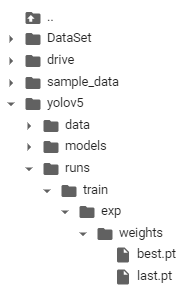 ..
DataSet
drive
sample_data
yolov5
data
models
runs
train
exp
weights
best.pt
last.pt